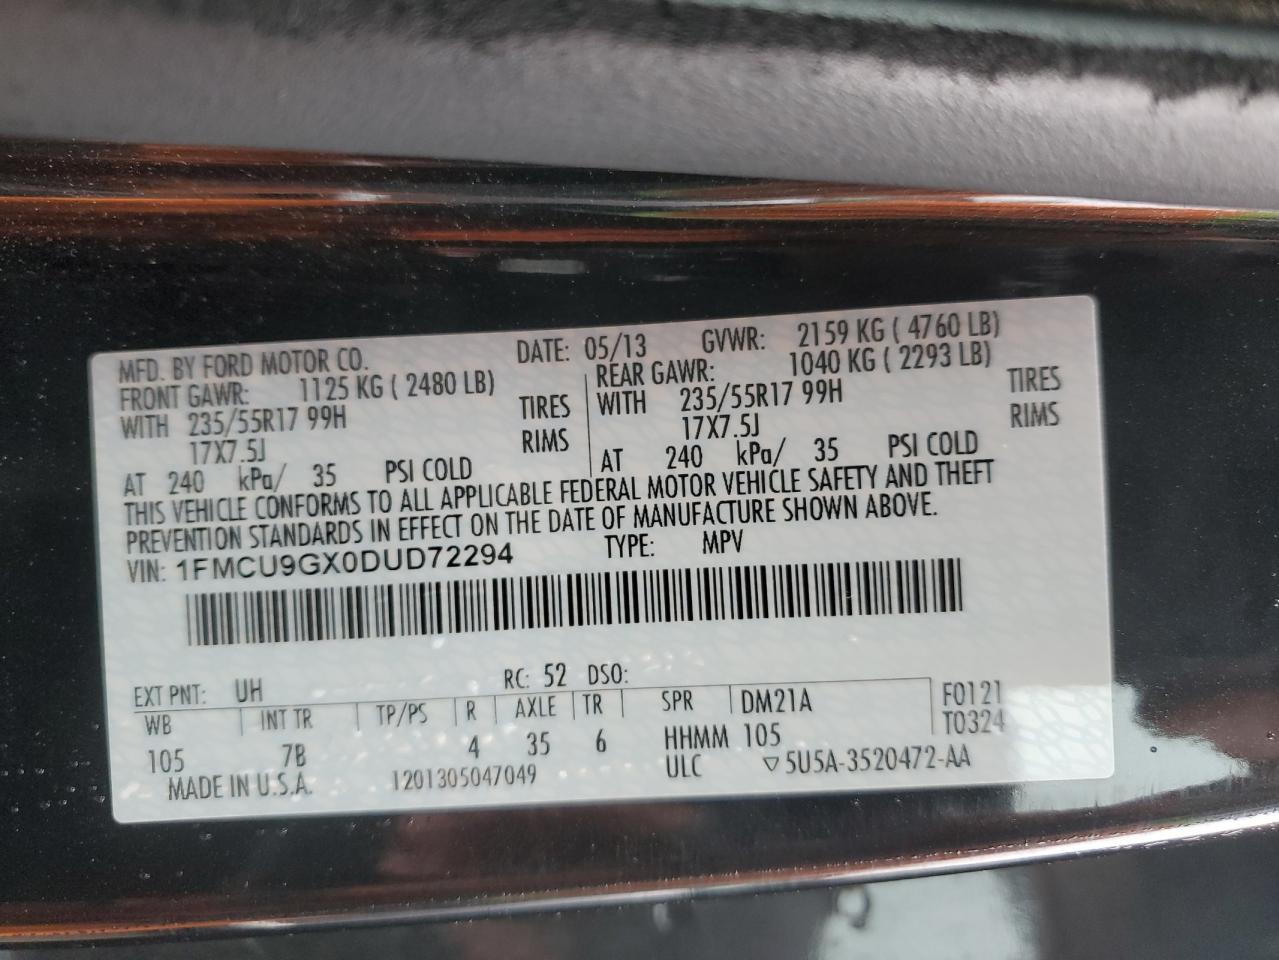 MFD. BY FORD MOTOR CO. DATE: 05/13 GVWR: 2159 KG ( 4760 LB)
FRONT GAWR: 1125 KG ( 2480 LB) REAR GAWR: 1040 KG ( 2293 LB)
WITH 235/55R17 99H TIRES WITH 235/55R17 99H TIRES
17X7.5J RIMS 17X7.5J RIMS
AT 240 kPa/ 35 PSI COLD AT 240 kPa/ 35 PSI COLD
THIS VEHICLE CONFORMS TO ALL APPLICABLE FEDERAL MOTOR VEHICLE SAFETY AND THEFT
PREVENTION STANDARDS IN EFFECT ON THE DATE OF MANUFACTURE SHOWN ABOVE.
VIN: 1FMCU9GX0DUD72294 TYPE: MPV
EXT PNT: UH RC: 52 DSO:
WB INT TR TP/PS R AXLE TR SPR DM21A F0121
105 7B 4 35 6 HHMM 105 T0324
MADE IN U.S.A. 1201305047049 ULC ▽5U5A-3520472-AA